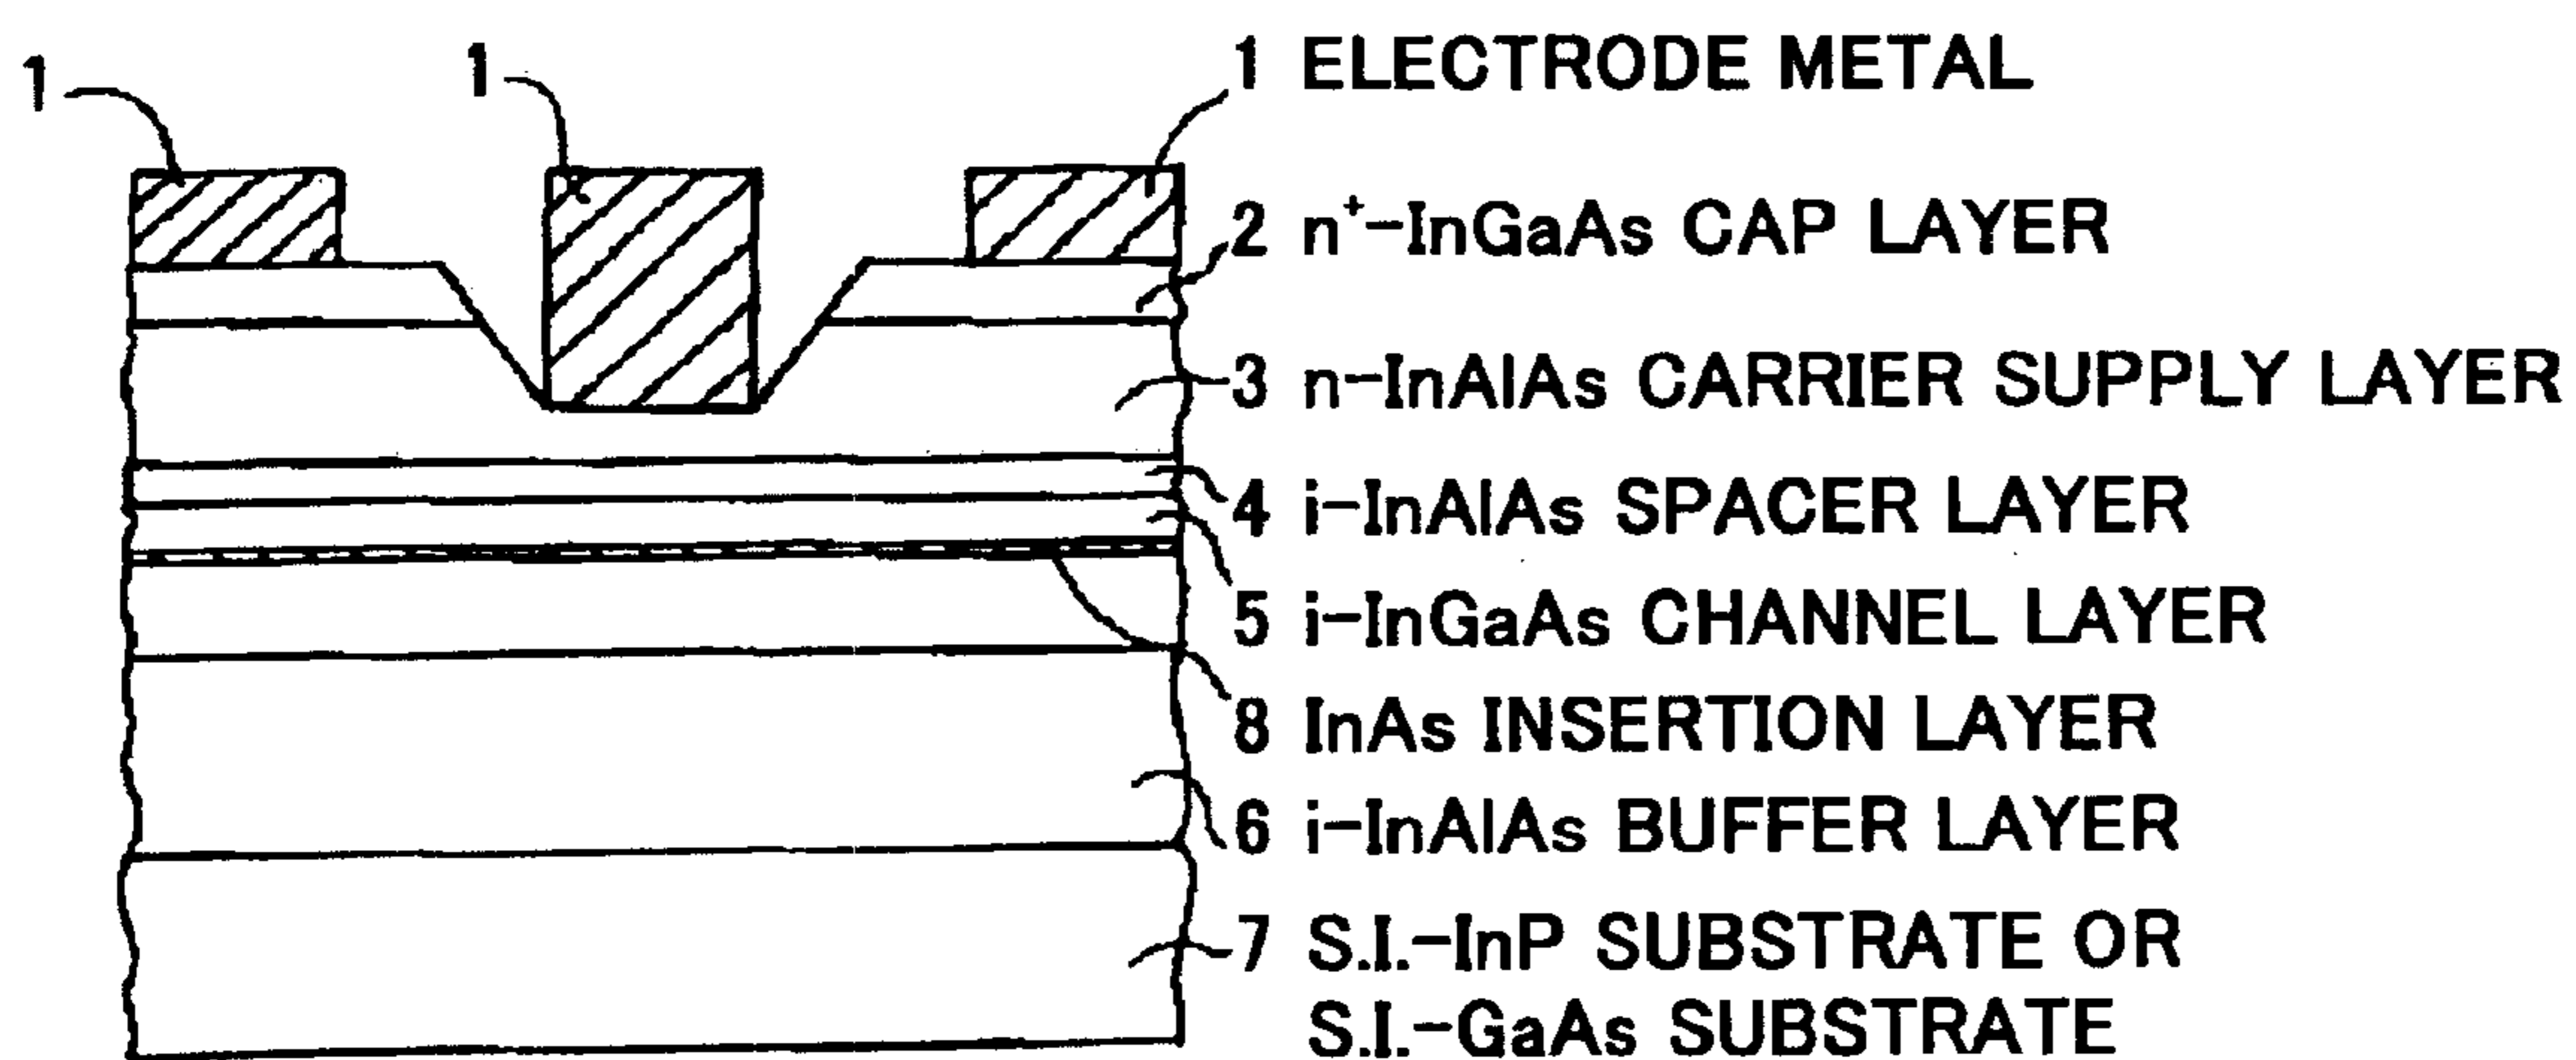 1
1
1 ELECTRODE METAL
2 n⁺-InGaAs CAP LAYER
3 n-InAlAs CARRIER SUPPLY LAYER
4 i-InAlAs SPACER LAYER
5 i-InGaAs CHANNEL LAYER
8 InAs INSERTION LAYER
6 i-InAlAs BUFFER LAYER
7 S.I.-InP SUBSTRATE OR
S.I.-GaAs SUBSTRATE